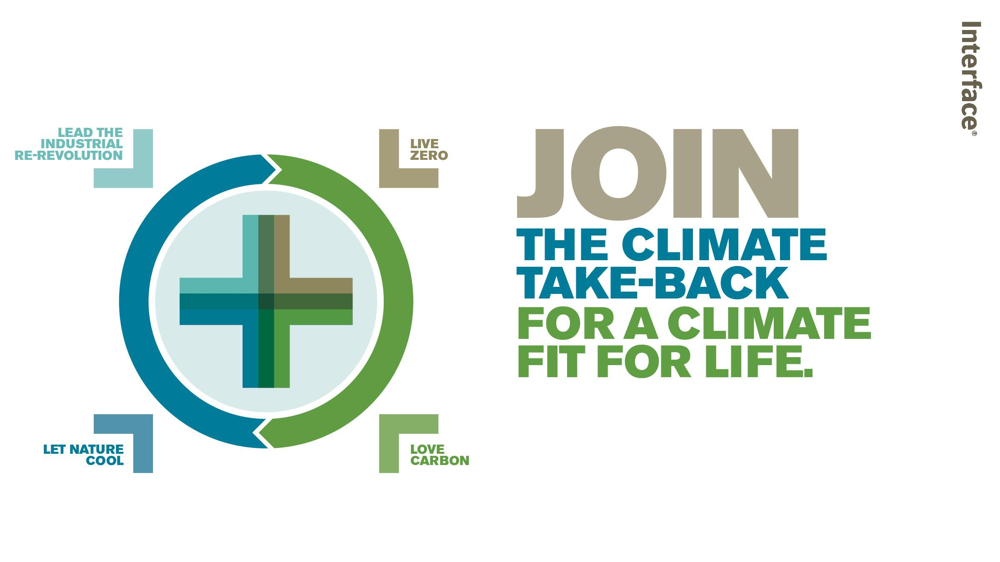 LEAD THE
INDUSTRIAL
RE-REVOLUTION
LIVE
ZERO
LET NATURE
COOL
LOVE
CARBON
JOIN
THE CLIMATE
TAKE-BACK
FOR A CLIMATE
FIT FOR LIFE.
Interface®